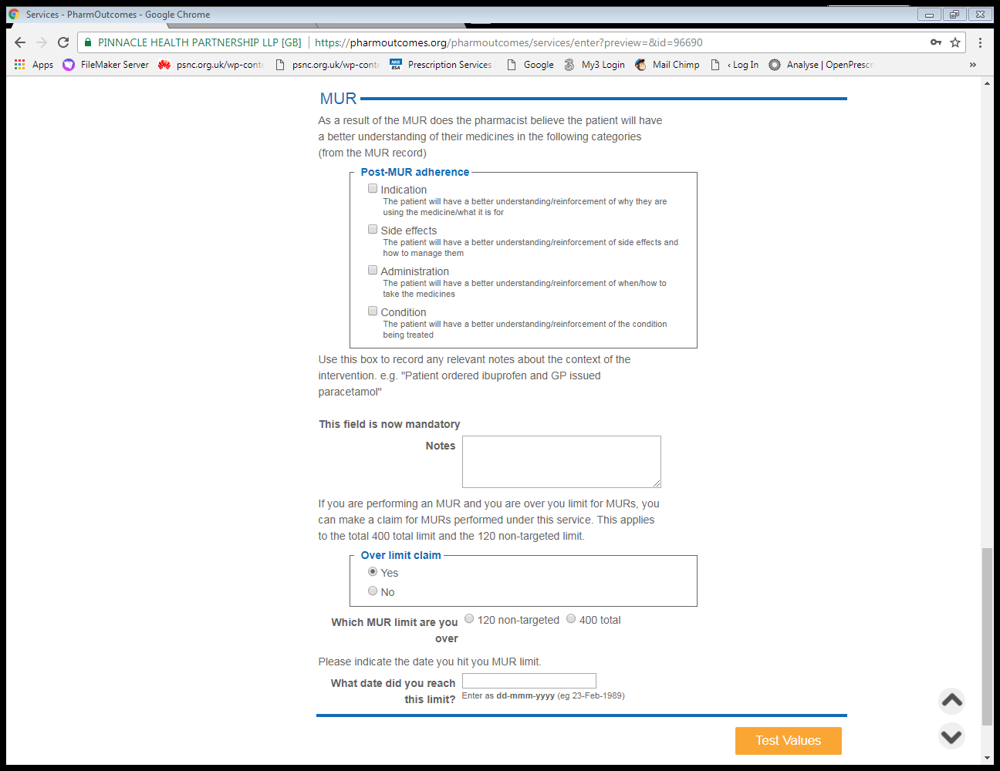 Services - PharmOutcomes - Google Chrome
PINNACLE HEALTH PARTNERSHIP LLP [GB] https://pharmoutcomes.org/pharmoutcomes/services/enter?preview=&id=96690
Apps FileMaker Server psnc.org.uk/wp-conte psnc.org.uk/wp-conte NHS BSA Prescription Services Google My3 Login Mail Chimp ‹ Log In Analyse | OpenPrescr »
MUR
As a result of the MUR does the pharmacist believe the patient will have
a better understanding of their medicines in the following categories
(from the MUR record)
Post-MUR adherence
Indication
The patient will have a better understanding/reinforcement of why they are
using the medicine/what it is for
Side effects
The patient will have a better understanding/reinforcement of side effects and
how to manage them
Administration
The patient will have a better understanding/reinforcement of when/how to
take the medicines
Condition
The patient will have a better understanding/reinforcement of the condition
being treated
Use this box to record any relevant notes about the context of the
intervention. e.g. "Patient ordered ibuprofen and GP issued
paracetamol"
This field is now mandatory
Notes
If you are performing an MUR and you are over you limit for MURs, you
can make a claim for MURs performed under this service. This applies
to the total 400 total limit and the 120 non-targeted limit.
Over limit claim
Yes
No
Which MUR limit are you 120 non-targeted 400 total
over
Please indicate the date you hit you MUR limit.
What date did you reach
this limit? Enter as dd-mmm-yyyy (eg 23-Feb-1989)
Test Values